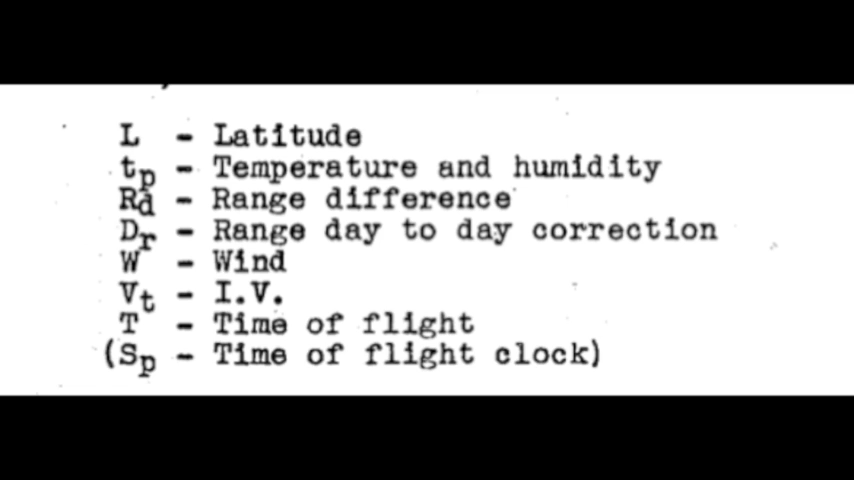 L - Latitude
tp - Temperature and humidity
Rd - Range difference
Dr - Range day to day correction
W - Wind
Vt - I.V.
T - Time of flight
(Sp - Time of flight clock)